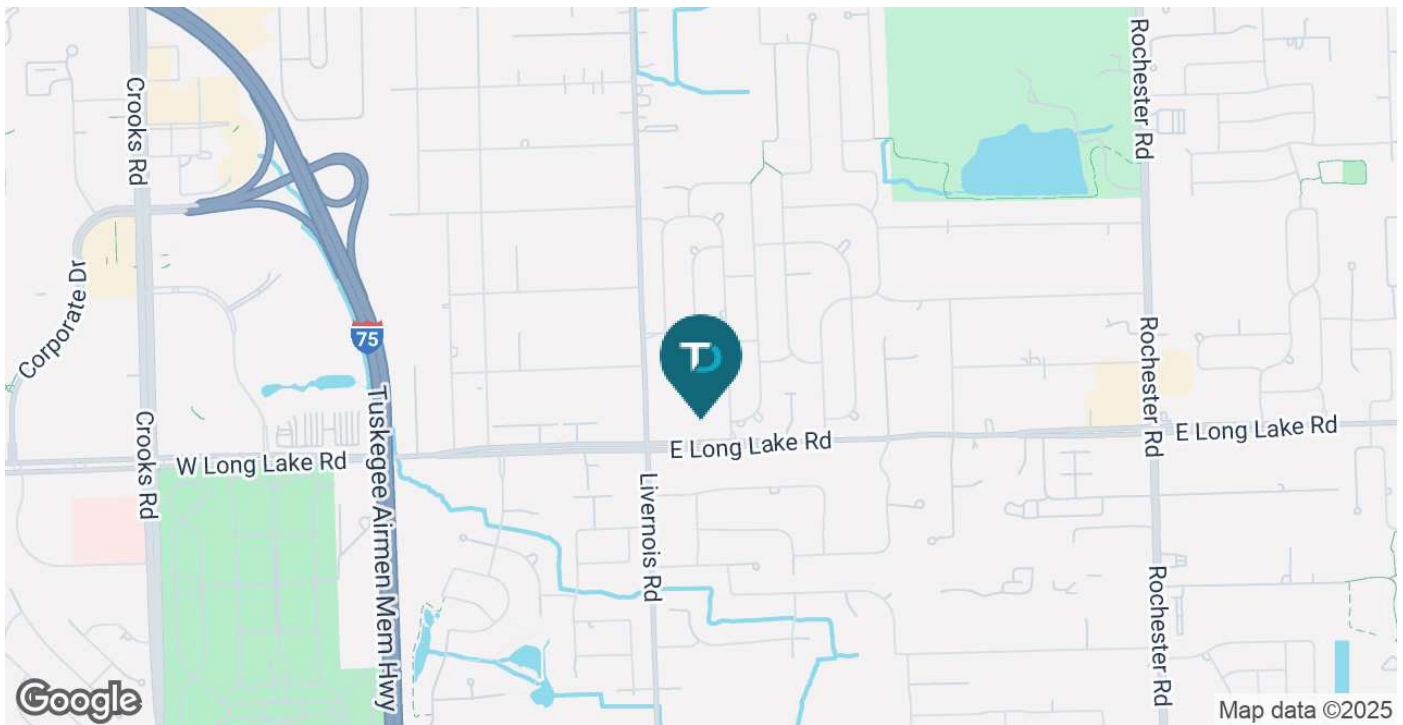 Crooks Rd
Rochester Rd
Corporate Dr
75
TD
Rochester Rd
Crooks Rd
W Long Lake Rd
E Long Lake Rd
E Long Lake Rd
Tuskegee Airmen Mem Hwy
Livernois Rd
Rochester Rd
Google
Map data ©2025